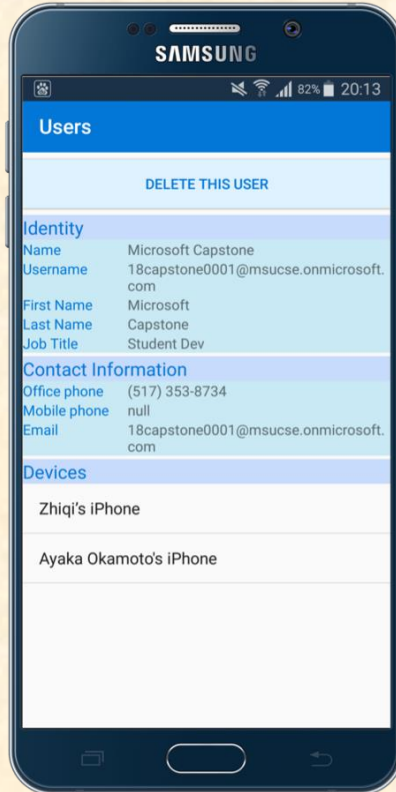 SAMSUNG
82% 20:13
Users
DELETE THIS USER
Identity
Name Microsoft Capstone
Username 18capstone0001@msucse.onmicrosoft.
com
First Name Microsoft
Last Name Capstone
Job Title Student Dev
Contact Information
Office phone (517) 353-8734
Mobile phone null
Email 18capstone0001@msucse.onmicrosoft.
com
Devices
Zhiqi’s iPhone
Ayaka Okamoto's iPhone